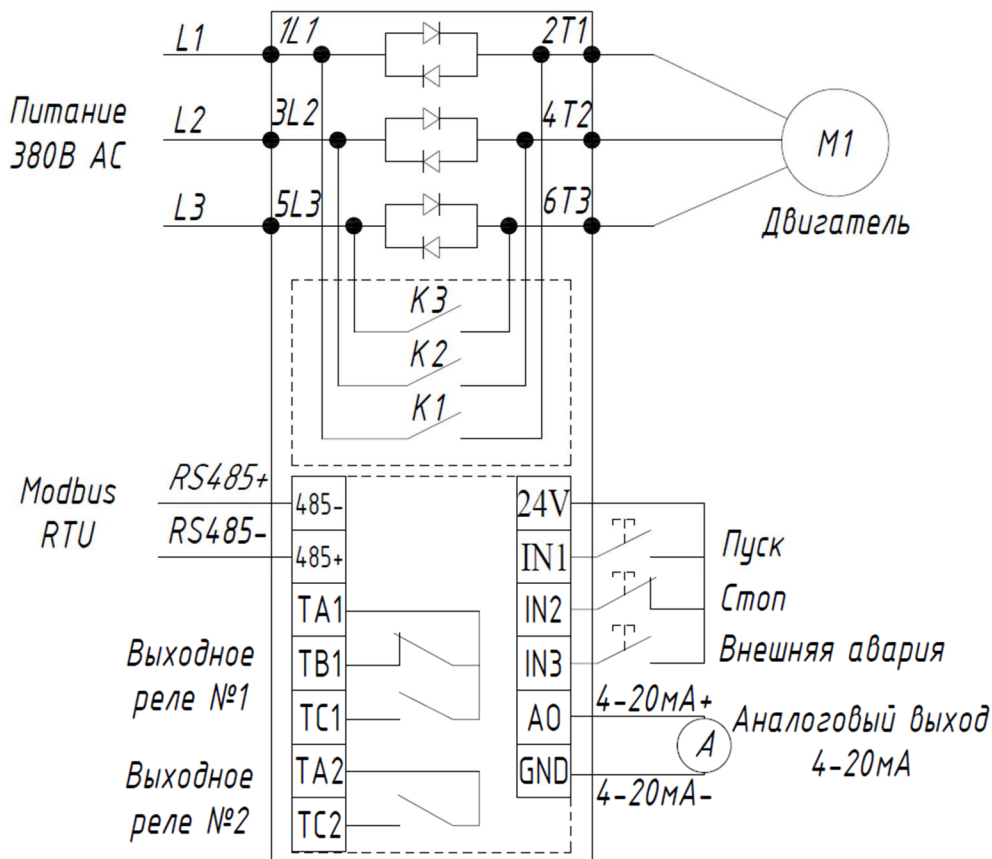 L1
1L1
2T1
Питание
380В AC
L2
3L2
4T2
M1
L3
5L3
6T3
Двигатель
K3
K2
K1
Modbus
RTU
RS485+
485-
RS485-
485+
24V
IN1
Пуск
TA1
IN2
Стоп
Выходное
реле №1
TB1
IN3
Внешняя авария
TC1
AO
4-20мА+
A
Аналоговый выход
4-20мА
Выходное
реле №2
TA2
GND
4-20мА-
TC2